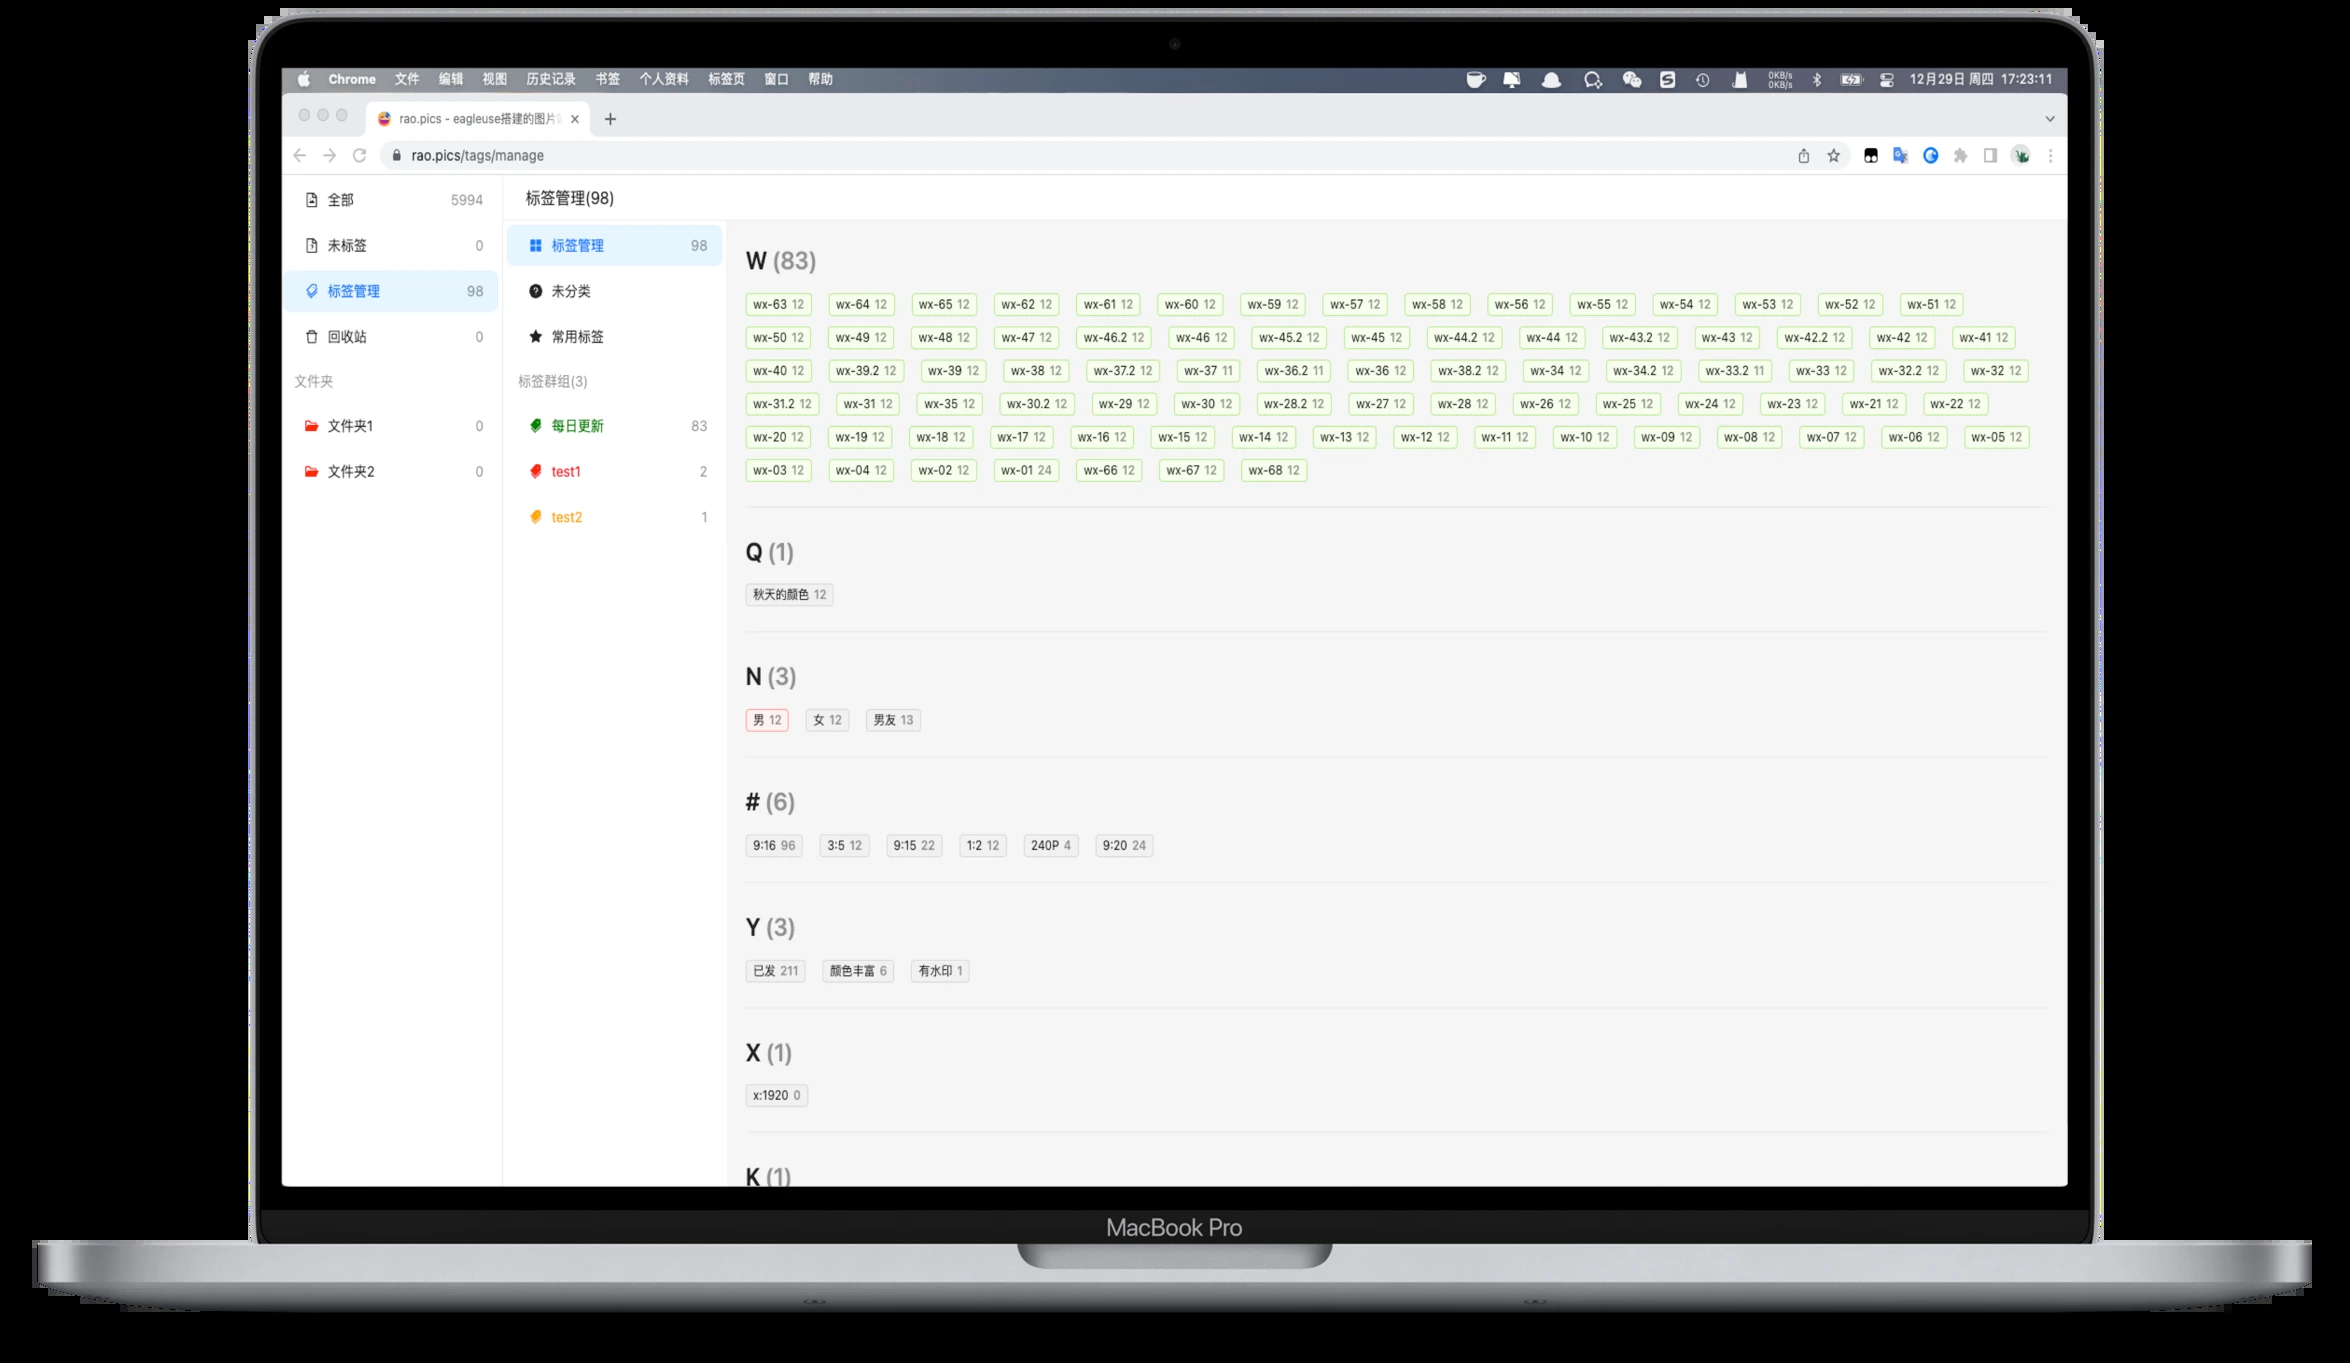 Chrome 文件 编辑 视图 历史记录 书签 个人资料 标签页 窗口 帮助 0KB/s 0KB/s 12月29日 周四 17:23:11
rao.pics - eagleuse搭建的图片
rao.pics/tags/manage
全部 5994
未标签 0
标签管理 98
回收站 0
文件夹
文件夹1 0
文件夹2 0
标签管理(98)
标签管理 98
未分类
常用标签
标签群组(3)
每日更新 83
test1 2
test2 1
W (83)
wx-63 12 wx-64 12 wx-65 12 wx-62 12 wx-61 12 wx-60 12 wx-59 12 wx-57 12 wx-58 12 wx-56 12 wx-55 12 wx-54 12 wx-53 12 wx-52 12 wx-51 12
wx-50 12 wx-49 12 wx-48 12 wx-47 12 wx-46.2 12 wx-46 12 wx-45.2 12 wx-45 12 wx-44.2 12 wx-44 12 wx-43.2 12 wx-43 12 wx-42.2 12 wx-42 12 wx-41 12
wx-40 12 wx-39.2 12 wx-39 12 wx-38 12 wx-37.2 12 wx-37 11 wx-36.2 11 wx-36 12 wx-38.2 12 wx-34 12 wx-34.2 12 wx-33.2 11 wx-33 12 wx-32.2 12 wx-32 12
wx-31.2 12 wx-31 12 wx-35 12 wx-30.2 12 wx-29 12 wx-30 12 wx-28.2 12 wx-27 12 wx-28 12 wx-26 12 wx-25 12 wx-24 12 wx-23 12 wx-21 12 wx-22 12
wx-20 12 wx-19 12 wx-18 12 wx-17 12 wx-16 12 wx-15 12 wx-14 12 wx-13 12 wx-12 12 wx-11 12 wx-10 12 wx-09 12 wx-08 12 wx-07 12 wx-06 12 wx-05 12
wx-03 12 wx-04 12 wx-02 12 wx-01 24 wx-66 12 wx-67 12 wx-68 12
Q (1)
秋天的颜色 12
N (3)
男 12 女 12 男友 13
# (6)
9:16 96 3:5 12 9:15 22 1:2 12 240P 4 9:20 24
Y (3)
已发 211 颜色丰富 6 有水印 1
X (1)
x:1920 0
K (1)
MacBook Pro